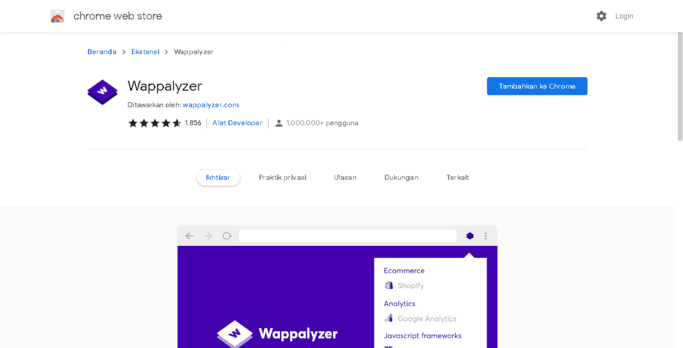 chrome web store
Login
Beranda > Ekstensi > Wappalyzer
Wappalyzer
Tambahkan ke Chrome
Ditawarkan oleh: wappalyzer.com
1.856 | Alat Developer | 1.000.000+ pengguna
Ikhtisar
Praktik privasi
Ulasan
Dukungan
Terkait
Ecommerce
Shopify
Analytics
Google Analytics
Wappalyzer
Javascript frameworks